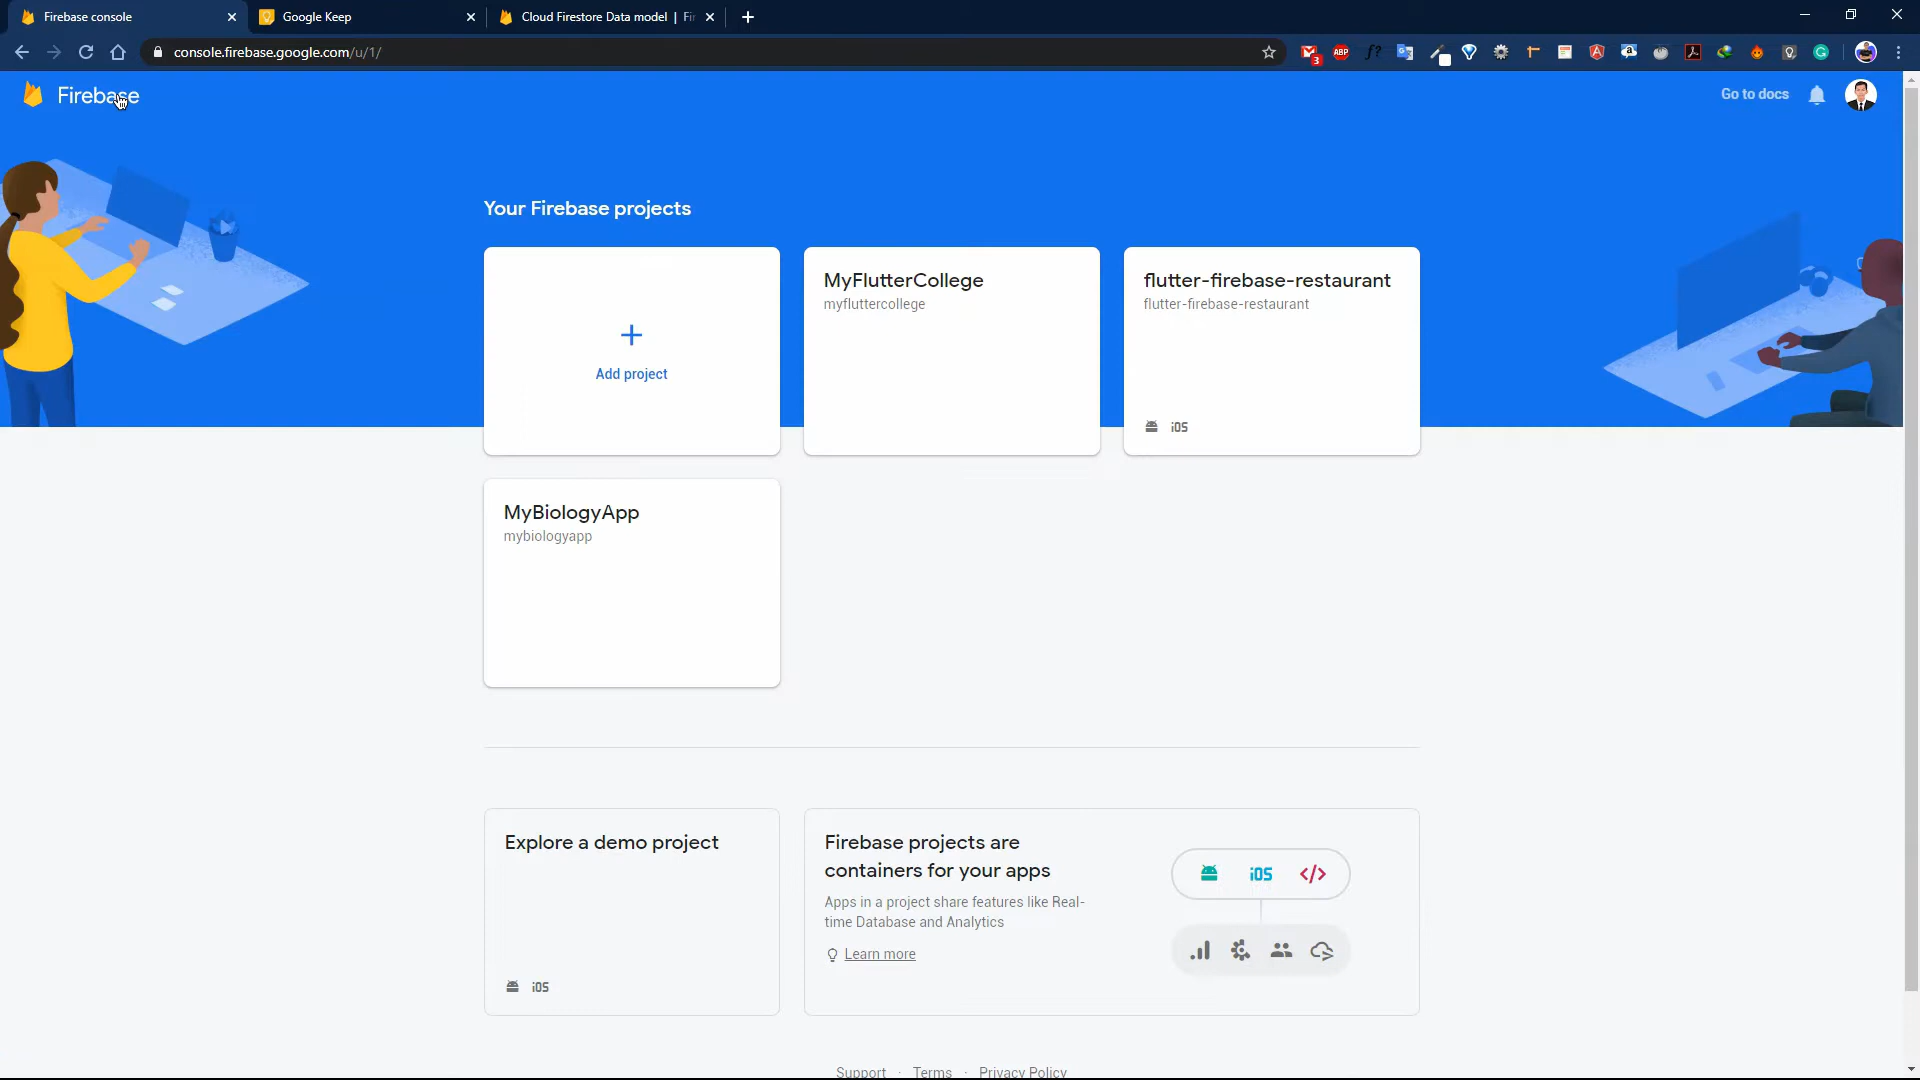 Firebase console
Google Keep
Cloud Firestore Data model | Fir
console.firebase.google.com/u/1/
3
ABP
f?
Firebase
Go to docs
Your Firebase projects
Add project
MyFlutterCollege
myfluttercollege
flutter-firebase-restaurant
flutter-firebase-restaurant
iOS
MyBiologyApp
mybiologyapp
Explore a demo project
iOS
Firebase projects are
containers for your apps
Apps in a project share features like Real-
time Database and Analytics
Learn more
iOS
Support · Terms · Privacy Policy